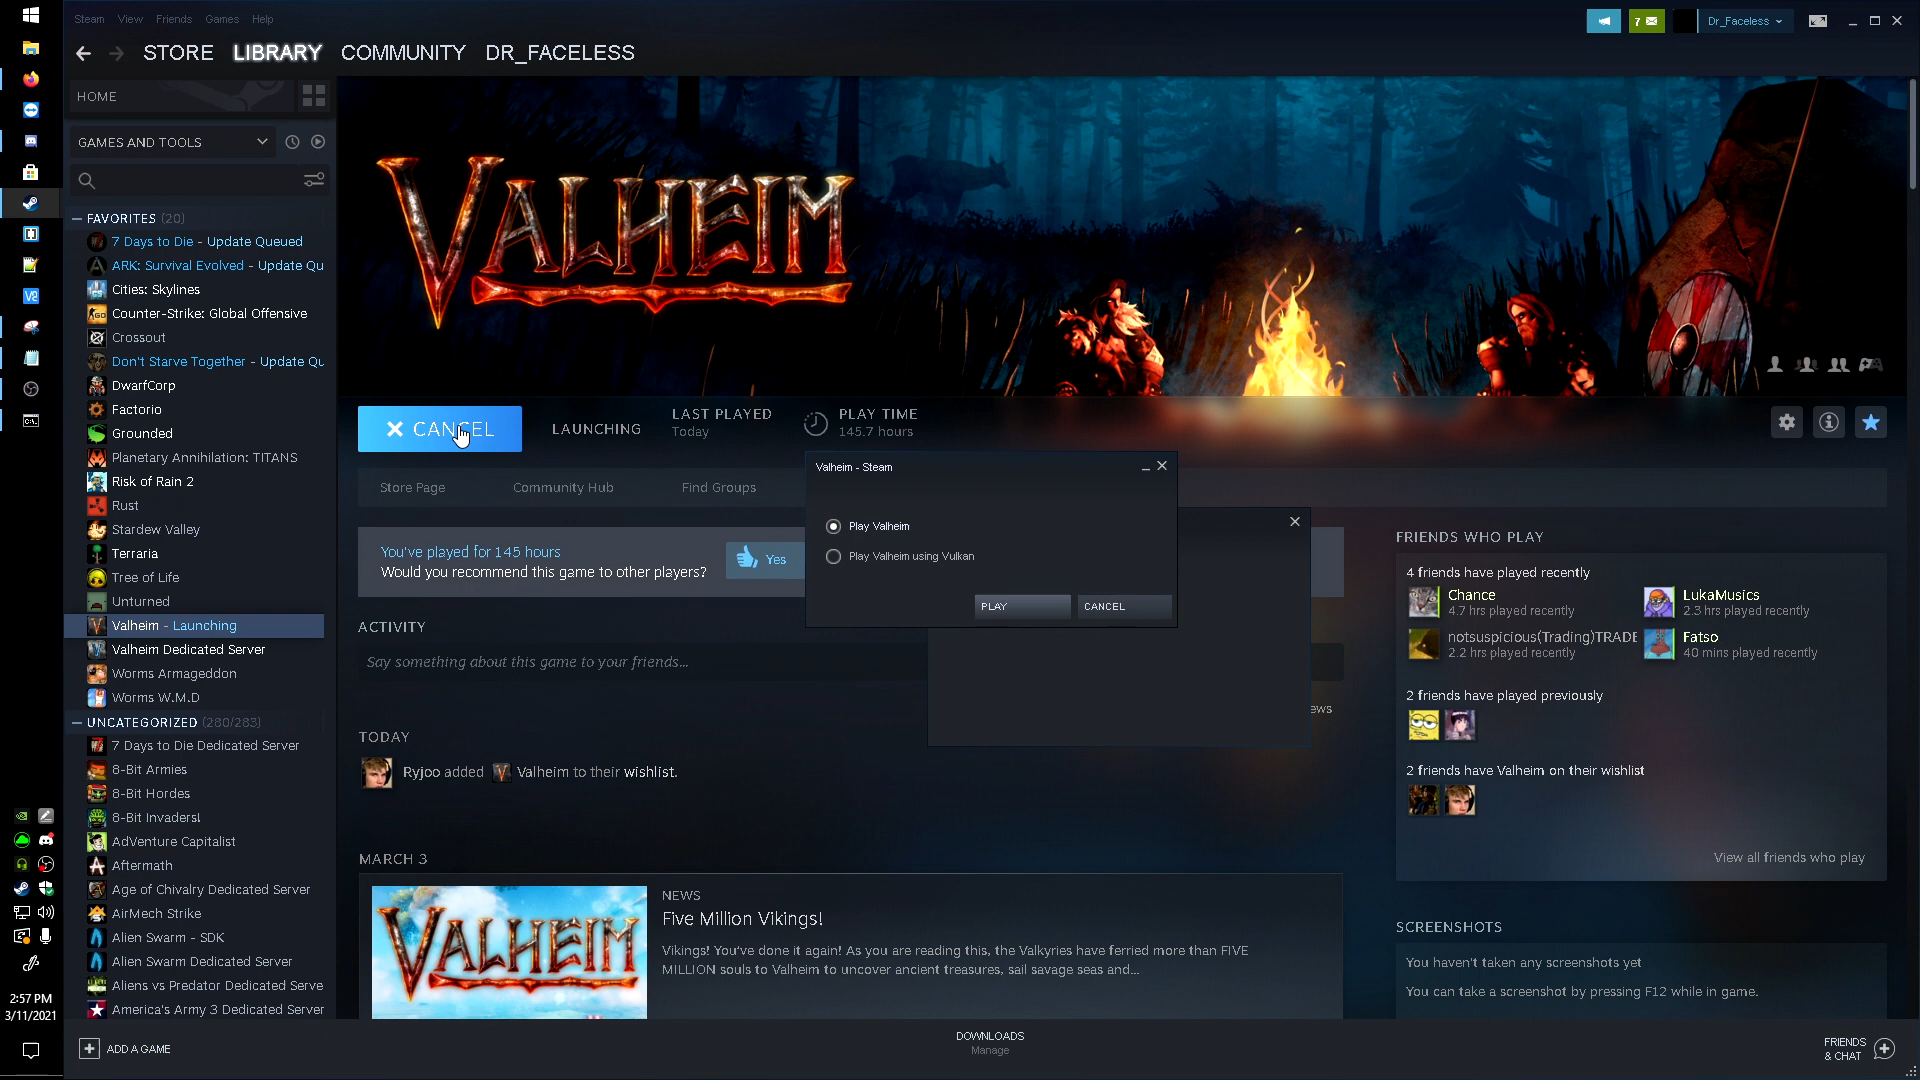 Steam View Friends Games Help
7
Dr_Faceless
STORE LIBRARY COMMUNITY DR_FACELESS
HOME
GAMES AND TOOLS
FAVORITES (20)
7 Days to Die - Update Queued
ARK: Survival Evolved - Update Qu
Cities: Skylines
Counter-Strike: Global Offensive
Crossout
Don't Starve Together - Update Qu
DwarfCorp
Factorio
Grounded
Planetary Annihilation: TITANS
Risk of Rain 2
Rust
Stardew Valley
Terraria
Tree of Life
Unturned
Valheim - Launching
Valheim Dedicated Server
Worms Armageddon
Worms W.M.D
UNCATEGORIZED (280/283)
7 Days to Die Dedicated Server
8-Bit Armies
8-Bit Hordes
8-Bit Invaders!
AdVenture Capitalist
Aftermath
Age of Chivalry Dedicated Server
AirMech Strike
Alien Swarm - SDK
Alien Swarm Dedicated Server
Aliens vs Predator Dedicated Serve
America's Army 3 Dedicated Server
2:57 PM
3/11/2021
ADD A GAME
VALHEIM
CANCEL
LAUNCHING
LAST PLAYED
Today
PLAY TIME
145.7 hours
Store Page Community Hub Find Groups
Valheim - Steam
Play Valheim
Play Valheim using Vulkan
PLAY CANCEL
You've played for 145 hours
Would you recommend this game to other players?
Yes
ACTIVITY
Say something about this game to your friends...
ews
TODAY
Ryjoo added Valheim to their wishlist.
MARCH 3
VALHEIM
NEWS
Five Million Vikings!
Vikings! You've done it again! As you are reading this, the Valkyries have ferried more than FIVE
MILLION souls to Valheim to uncover ancient treasures, sail savage seas and...
FRIENDS WHO PLAY
4 friends have played recently
Chance
4.7 hrs played recently
LukaMusics
2.3 hrs played recently
notsuspicious(Trading)TRADE
2.2 hrs played recently
Fatso
40 mins played recently
2 friends have played previously
2 friends have Valheim on their wishlist
View all friends who play
SCREENSHOTS
You haven't taken any screenshots yet
You can take a screenshot by pressing F12 while in game.
DOWNLOADS
Manage
FRIENDS
& CHAT